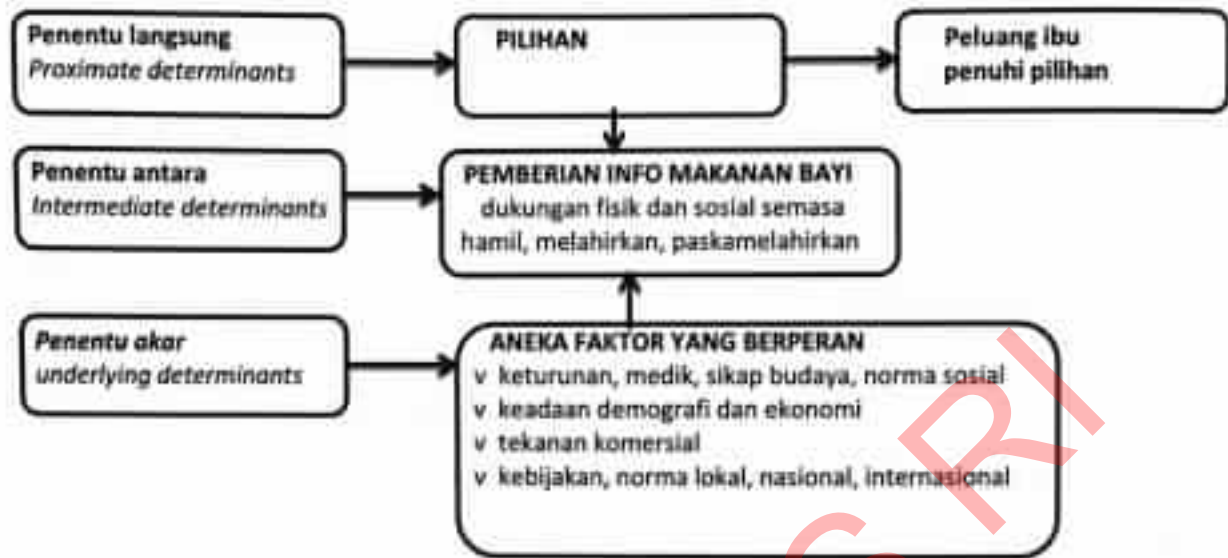 Penentu langsung
Proximate determinants
PILIHAN
Peluang ibu
penuhi pilihan
Penentu antara
Intermediate determinants
PEMBERIAN INFO MAKANAN BAYI
dukungan fisik dan sosial semasa
hamil, melahirkan, paskamelahirkan
Penentu akar
underlying determinants
ANEKA FAKTOR YANG BERPERAN
v keturunan, medik, sikap budaya, norma sosial
v keadaan demografi dan ekonomi
v tekanan komersial
v kebijakan, norma lokal, nasional, internasional
RI